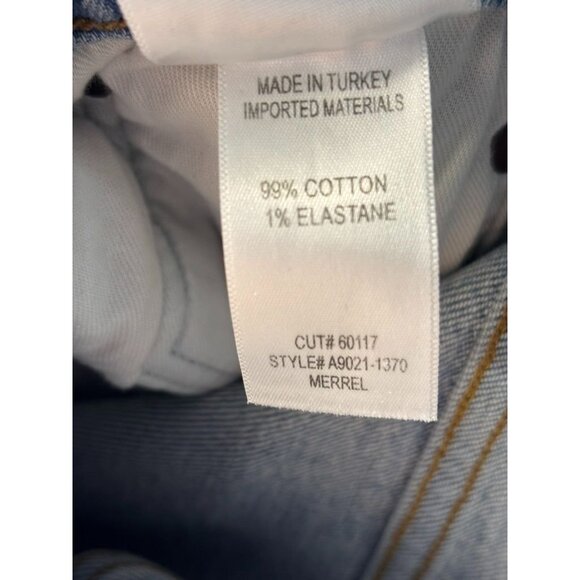 MADE IN TURKEY
IMPORTED MATERIALS
99% COTTON
1% ELASTANE
CUT# 60117
STYLE# A9021-1370
MERREL